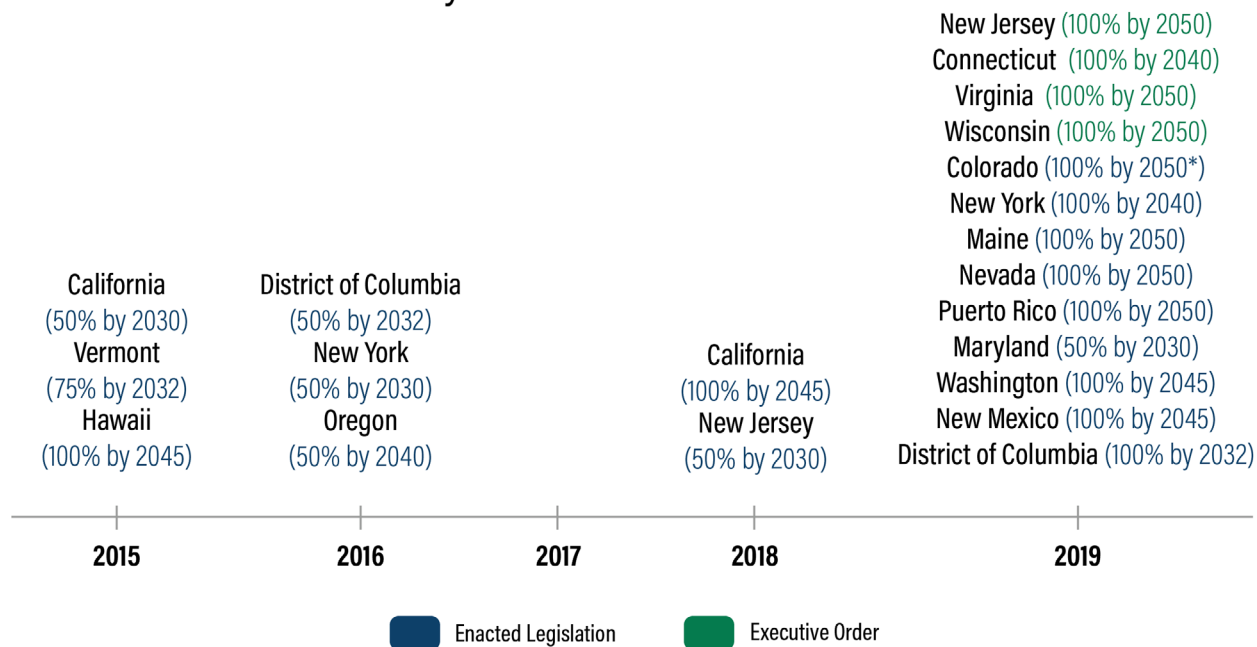 New Jersey (100% by 2050)
Connecticut (100% by 2040)
Virginia (100% by 2050)
Wisconsin (100% by 2050)
Colorado (100% by 2050*)
New York (100% by 2040)
Maine (100% by 2050)
Nevada (100% by 2050)
Puerto Rico (100% by 2050)
Maryland (50% by 2030)
Washington (100% by 2045)
New Mexico (100% by 2045)
District of Columbia (100% by 2032)
California
(50% by 2030)
Vermont
(75% by 2032)
Hawaii
(100% by 2045)
District of Columbia
(50% by 2032)
New York
(50% by 2030)
Oregon
(50% by 2040)
California
(100% by 2045)
New Jersey
(50% by 2030)
2015
2016
2017
2018
2019
Enacted Legislation
Executive Order